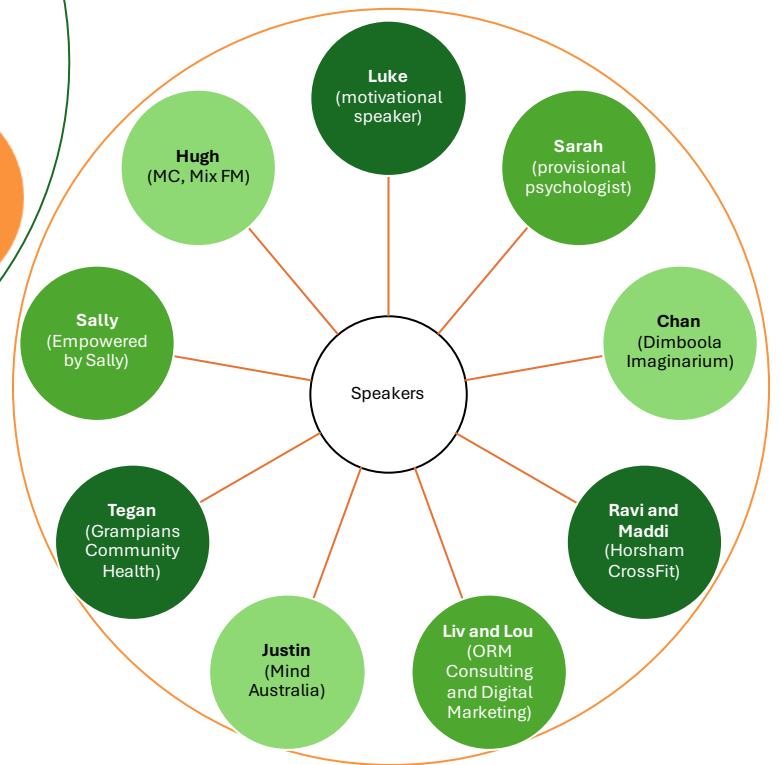 Luke
(motivational
speaker)
Sarah
(provisional
psychologist)
Chan
(Dimboola
Imaginarium)
Ravi and
Maddi
(Horsham
CrossFit)
Liv and Lou
(ORM
Consulting
and Digital
Marketing)
Justin
(Mind
Australia)
Tegan
(Grampians
Community
Health)
Sally
(Empowered
by Sally)
Hugh
(MC, Mix FM)
Speakers